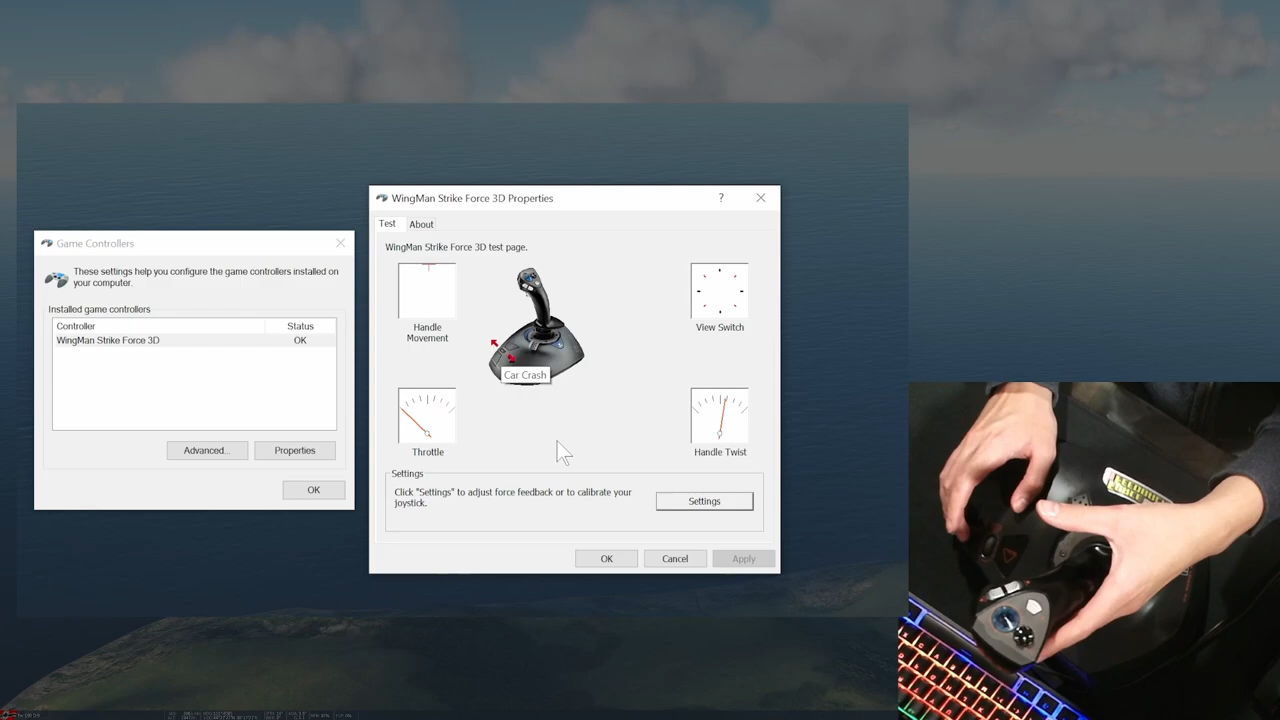 WingMan Strike Force 3D Properties
?
Test
About
WingMan Strike Force 3D test page.
Handle
Movement
View Switch
Car Crash
Throttle
Handle Twist
Settings
Click "Settings" to adjust force feedback or to calibrate your
joystick.
Settings
OK
Cancel
Apply
Game Controllers
These settings help you configure the game controllers installed on
your computer.
Installed game controllers
Controller
Status
WingMan Strike Force 3D
OK
Advanced...
Properties
OK